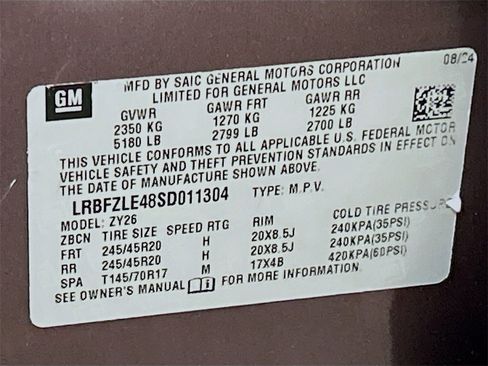 GM
MFD BY SAIC GENERAL MOTORS CORPORATION 08/24
LIMITED FOR GENERAL MOTORS LLC
GVWR GAWR FRT GAWR RR
2350 KG 1270 KG 1225 KG
5180 LB 2799 LB 2700 LB
THIS VEHICLE CONFORMS TO ALL APPLICABLE U.S. FEDERAL MOTOR
VEHICLE SAFETY AND THEFT PREVENTION STANDARDS IN EFFECT ON
THE DATE OF MANUFACTURE SHOWN ABOVE.
LRBFZLE48SD011304 TYPE: M.P.V.
MODEL: ZY26
ZBCN TIRE SIZE SPEED RTG RIM COLD TIRE PRESSURE
FRT 245/45R20 H 20X8.5J 240KPA(35PSI)
RR 245/45R20 H 20X8.5J 240KPA(35PSI)
SPA T145/70R17 M 17X4B 420KPA(60PSI)
SEE OWNER'S MANUAL FOR MORE INFORMATION.